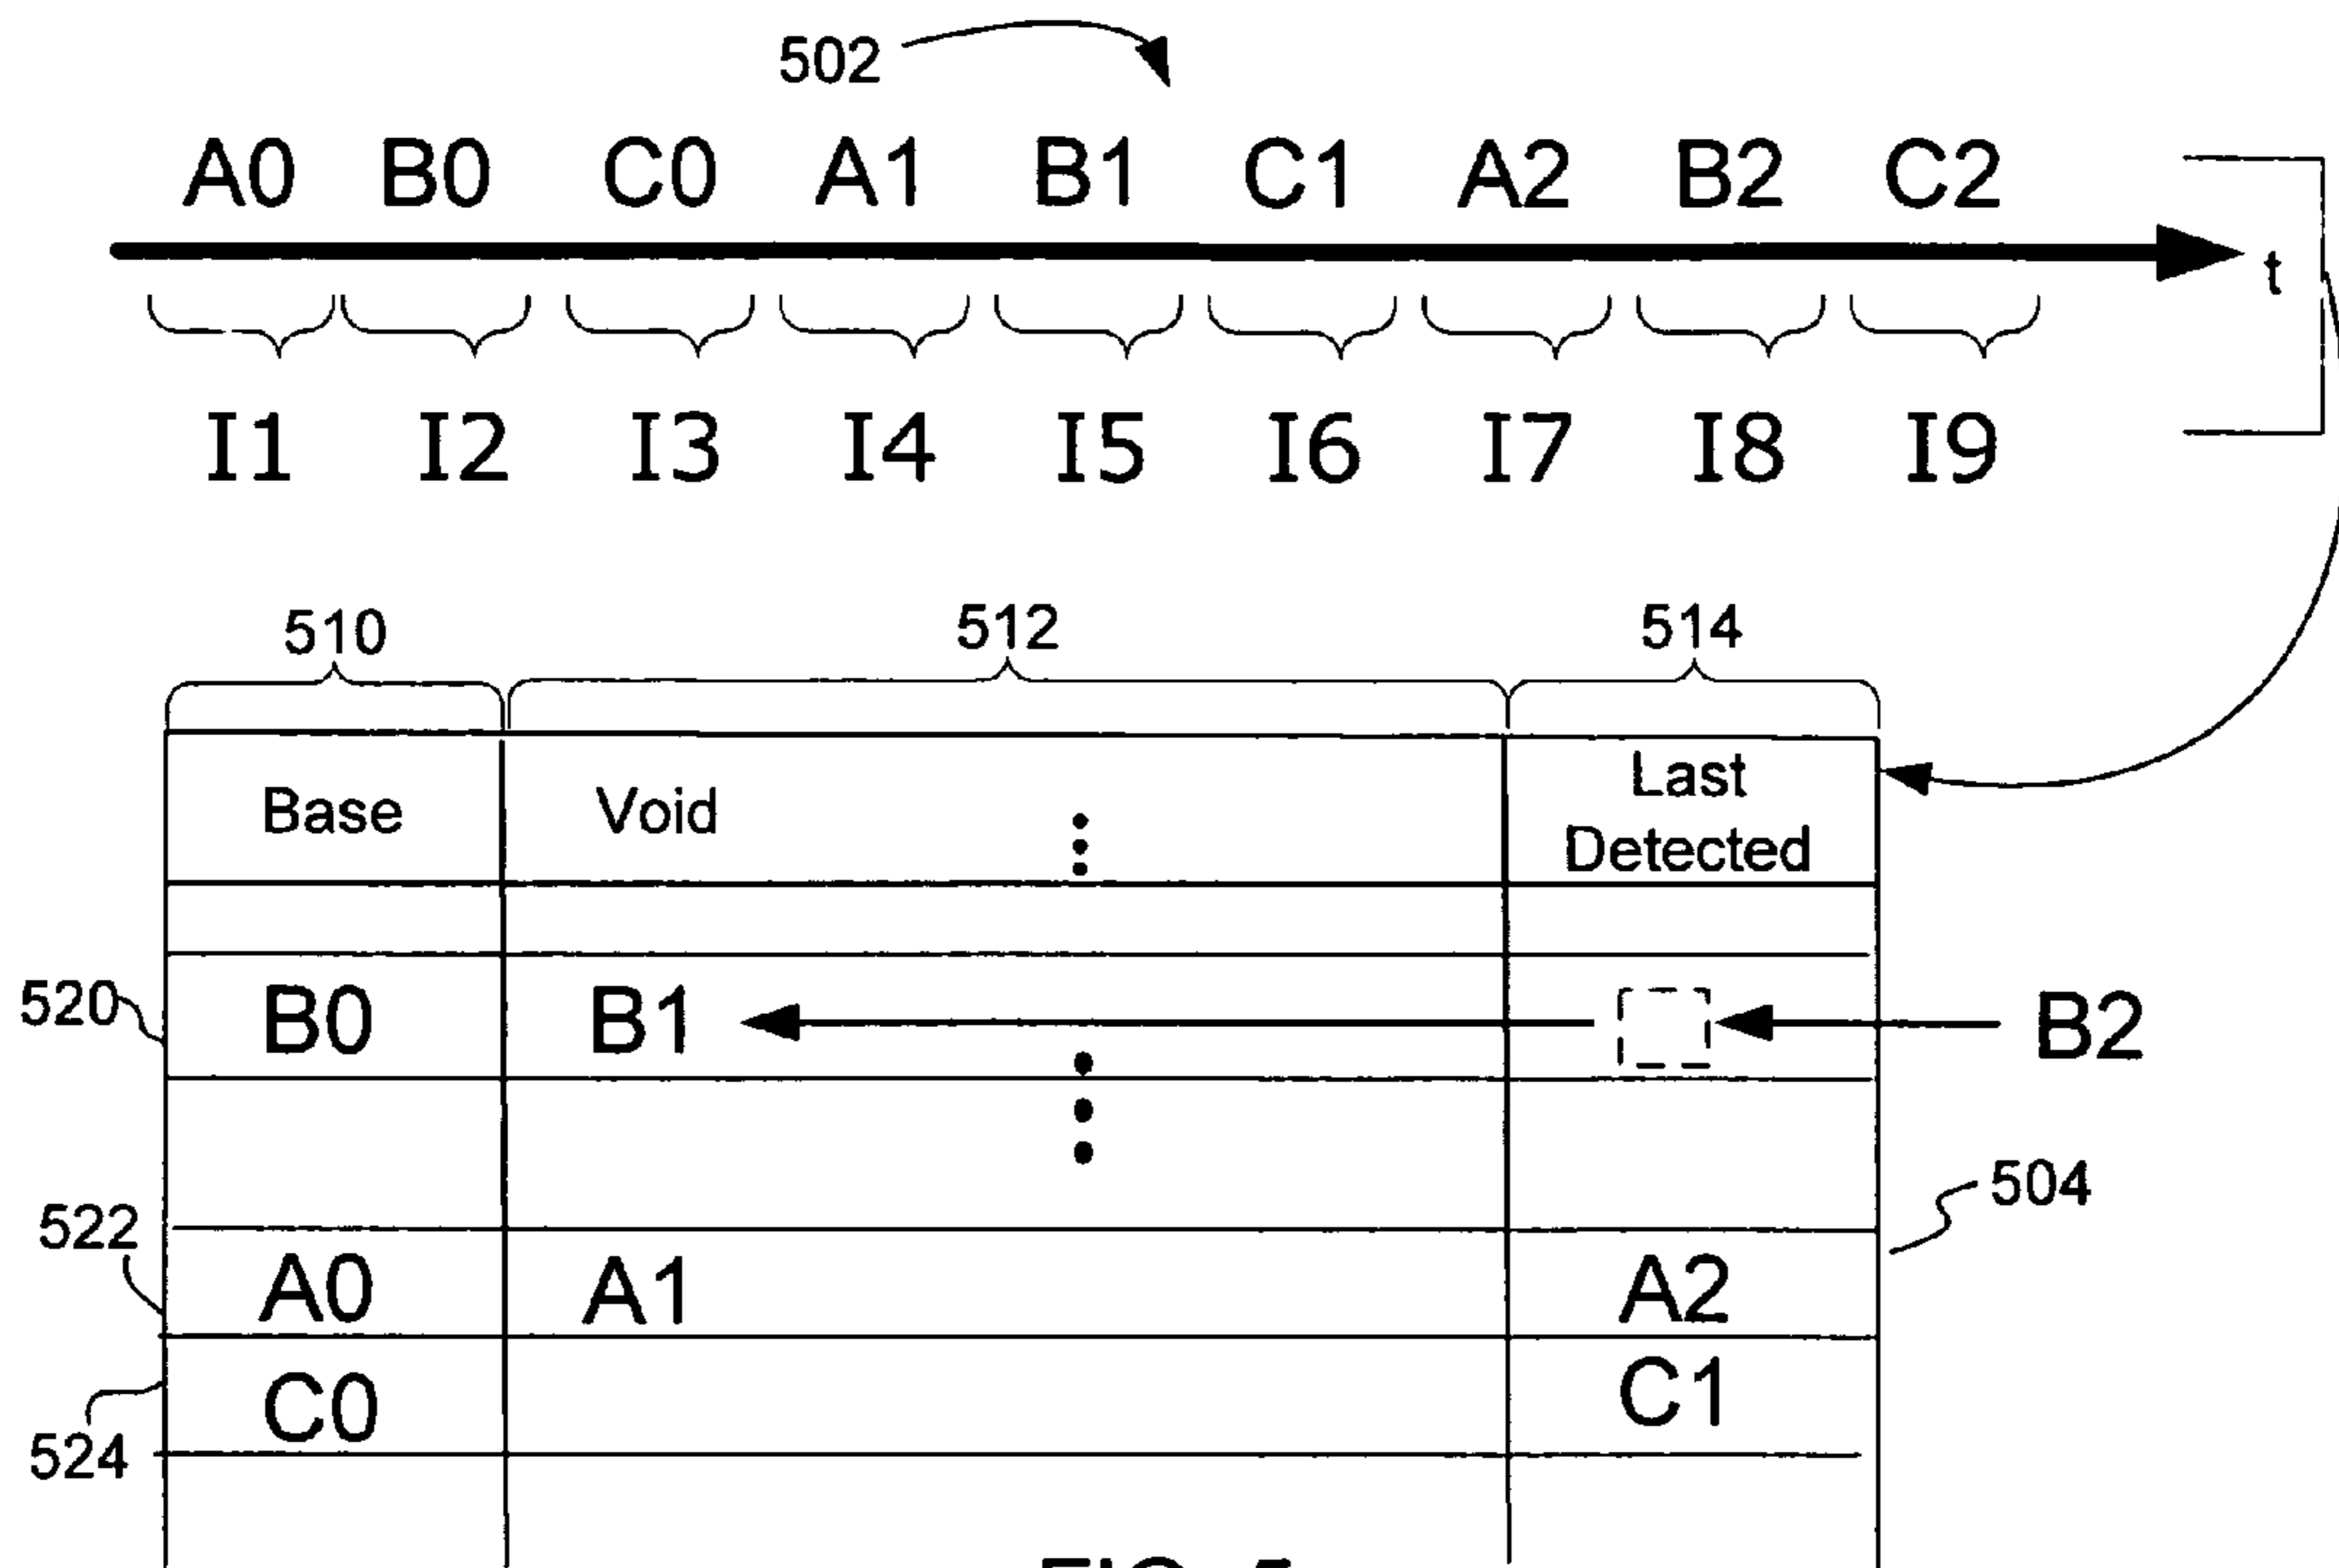 502
A0 B0 C0 A1 B1 C1 A2 B2 C2
t
I1 I2 I3 I4 I5 I6 I7 I8 I9
510 512 514
Base Void Last
Detected
520 B0 B1 B2
504
522 A0 A1 A2
C0 C1
524
FIG. 5